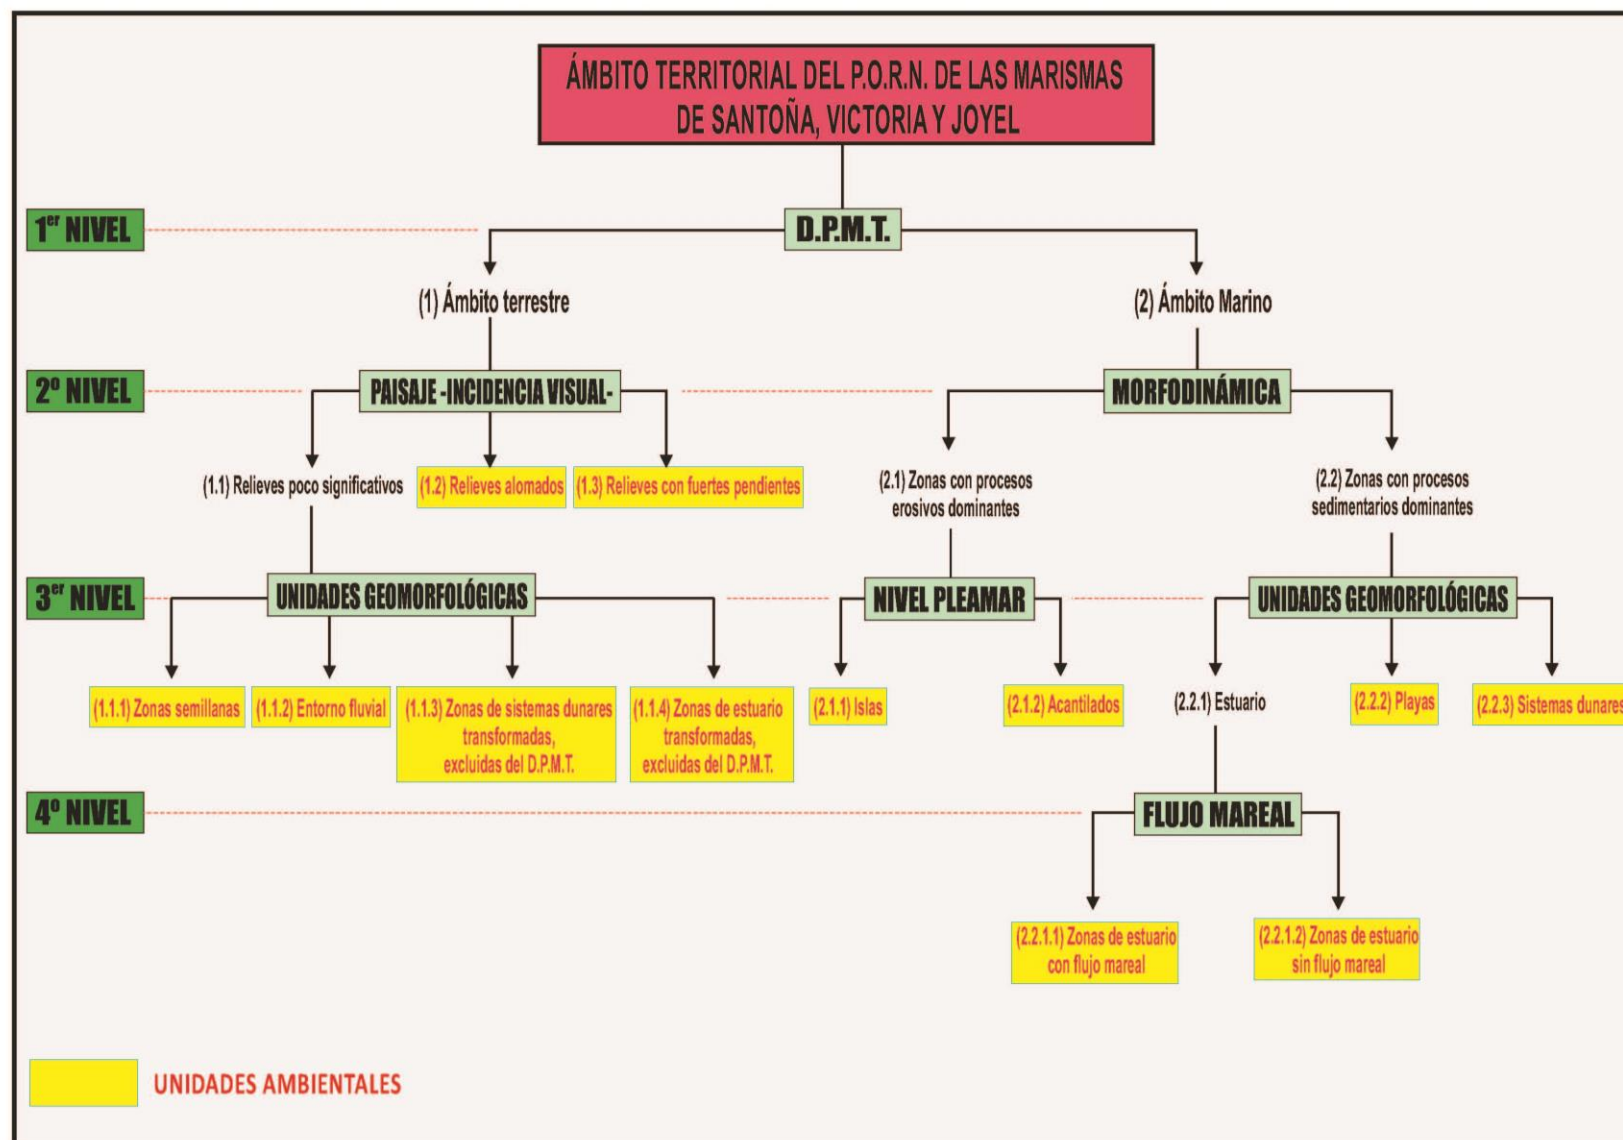 ÁMBITO TERRITORIAL DEL P.O.R.N. DE LAS MARISMAS
DE SANTOÑA, VICTORIA Y JOYEL
1er NIVEL
D.P.M.T.
(1) Ámbito terrestre
(2) Ámbito Marino
2º NIVEL
PAISAJE -INCIDENCIA VISUAL-
MORFODINÁMICA
(1.1) Relieves poco significativos
(1.2) Relieves alomados
(1.3) Relieves con fuertes pendientes
(2.1) Zonas con procesos
erosivos dominantes
(2.2) Zonas con procesos
sedimentarios dominantes
3er NIVEL
UNIDADES GEOMORFOLÓGICAS
NIVEL PLEAMAR
UNIDADES GEOMORFOLÓGICAS
(1.1.1) Zonas semillanas
(1.1.2) Entorno fluvial
(1.1.3) Zonas de sistemas dunares
transformadas,
excluidas del D.P.M.T.
(1.1.4) Zonas de estuario
transformadas,
excluidas del D.P.M.T.
(2.1.1) Islas
(2.1.2) Acantilados
(2.2.1) Estuario
(2.2.2) Playas
(2.2.3) Sistemas dunares
4º NIVEL
FLUJO MAREAL
(2.2.1.1) Zonas de estuario
con flujo mareal
(2.2.1.2) Zonas de estuario
sin flujo mareal
UNIDADES AMBIENTALES